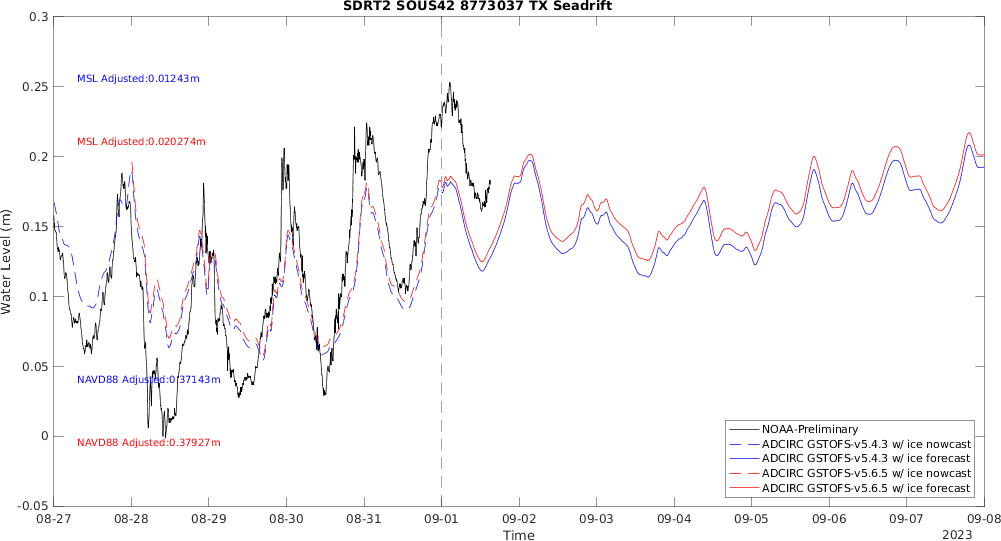 SDRT2 SOUS42 8773037 TX Seadrift
0.3
0.25
0.2
0.15
0.1
0.05
0
-0.05
Water Level (m)
MSL Adjusted:0.01243m
MSL Adjusted:0.020274m
NAVD88 Adjusted:0.37143m
NAVD88 Adjusted:0.37927m
NOAA-Preliminary
ADCIRC GSTOFS-v5.4.3 w/ ice nowcast
ADCIRC GSTOFS-v5.4.3 w/ ice forecast
ADCIRC GSTOFS-v5.6.5 w/ ice nowcast
ADCIRC GSTOFS-v5.6.5 w/ ice forecast
08-27 08-28 08-29 08-30 08-31 09-01 09-02 09-03 09-04 09-05 09-06 09-07 09-08
Time
2023